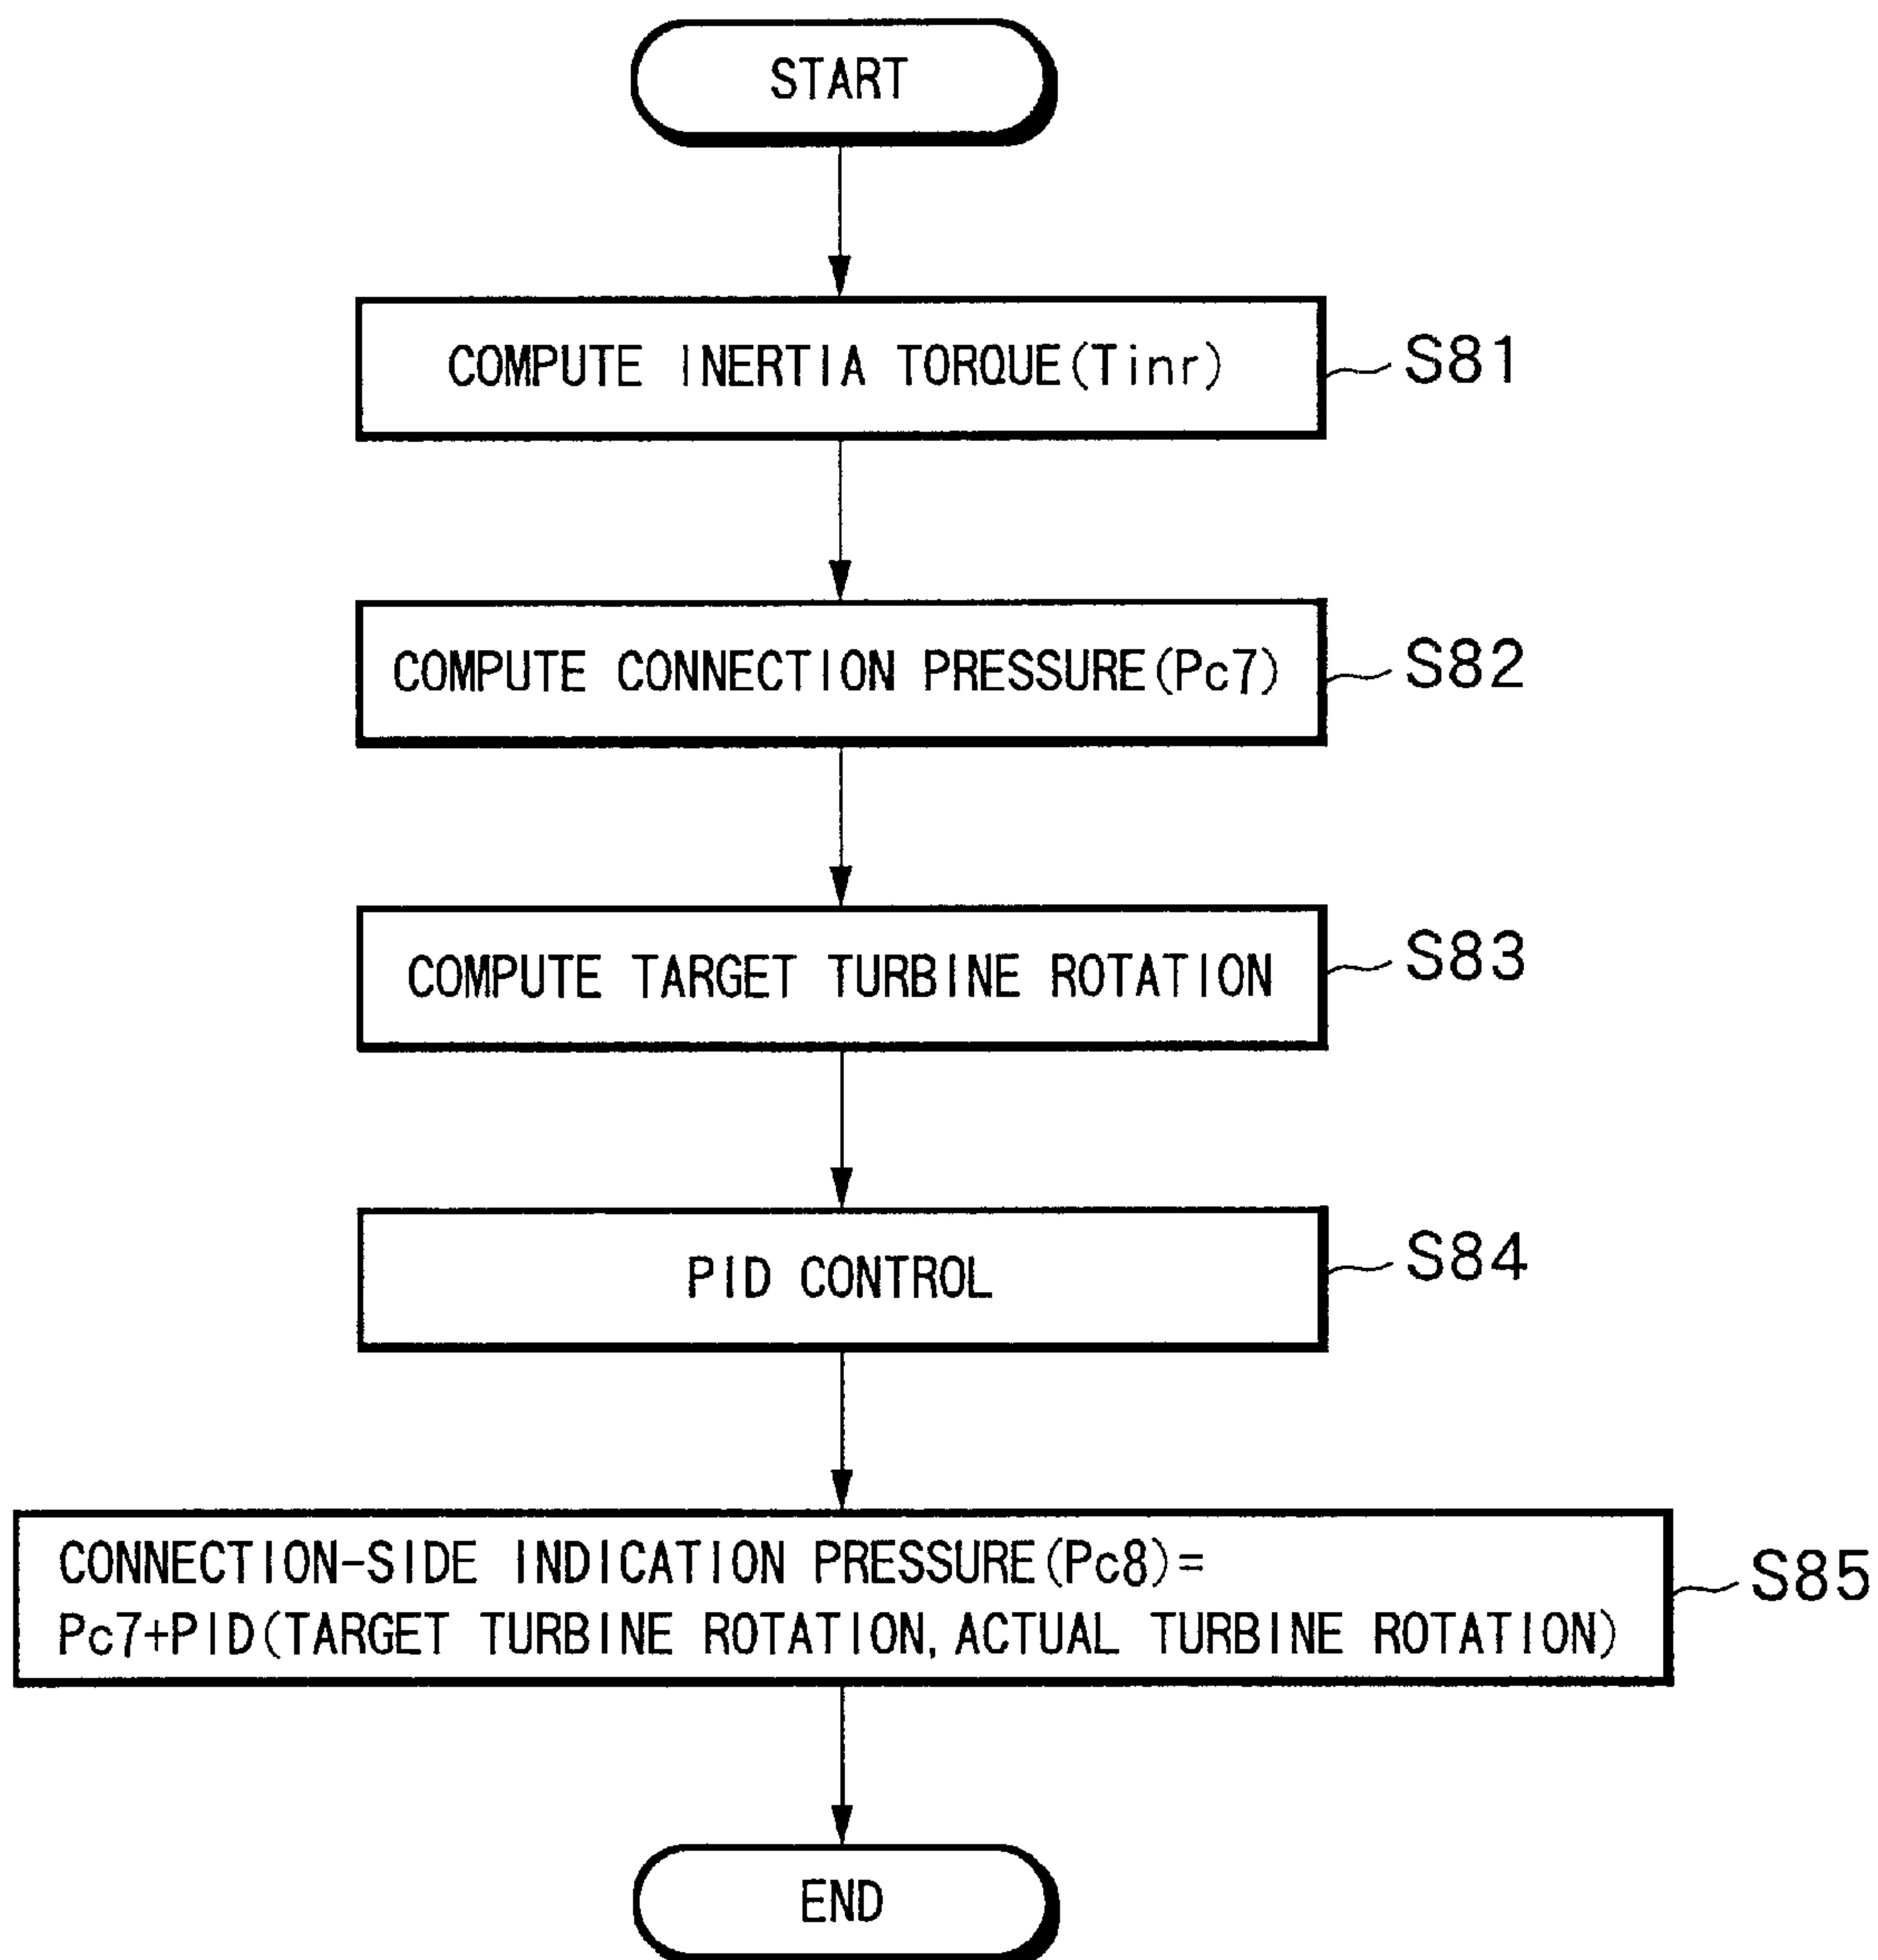 START
COMPUTE INERTIA TORQUE(Tinr)
S81
COMPUTE CONNECTION PRESSURE(Pc7)
S82
COMPUTE TARGET TURBINE ROTATION
S83
PID CONTROL
S84
CONNECTION-SIDE INDICATION PRESSURE(Pc8)=
Pc7+PID(TARGET TURBINE ROTATION, ACTUAL TURBINE ROTATION)
S85
END